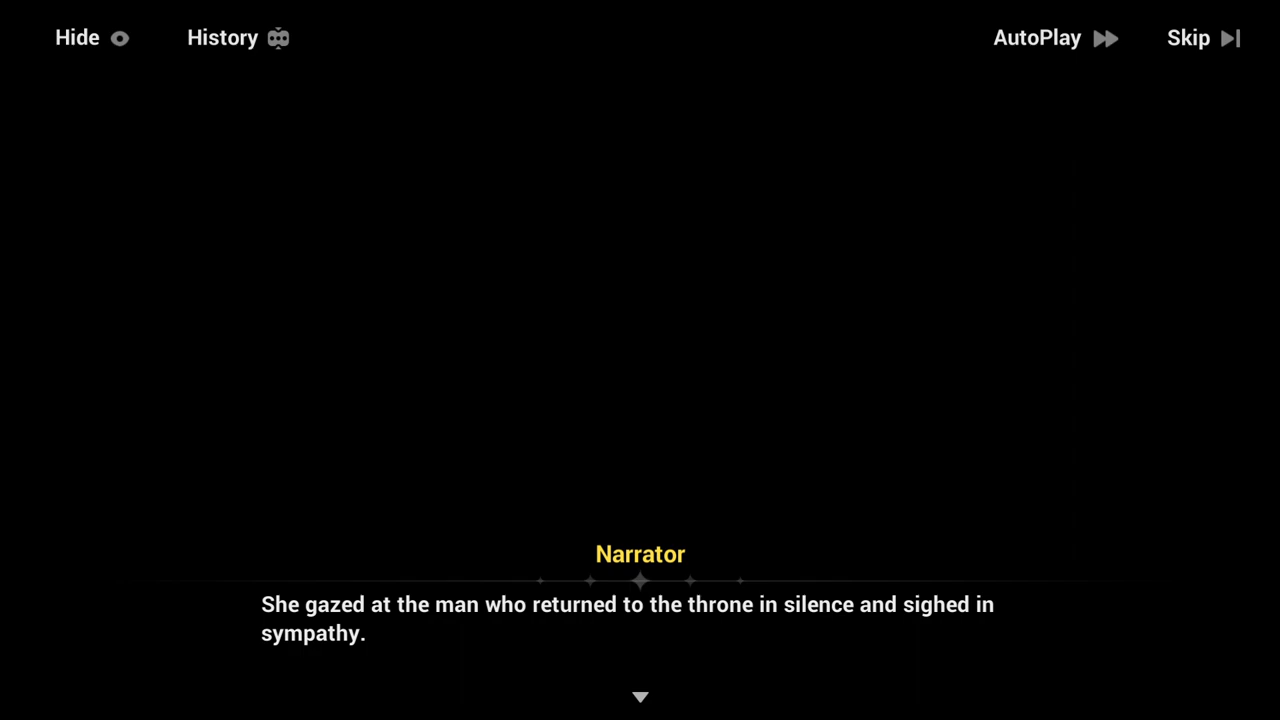 Hide
History
AutoPlay
Skip
Narrator
She gazed at the man who returned to the throne in silence and sighed in
sympathy.